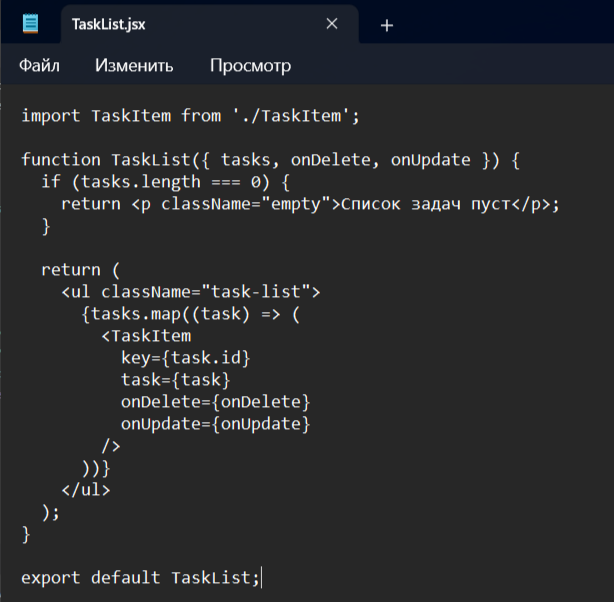 TaskList.jsx
Файл Изменить Просмотр
import TaskItem from './TaskItem';

function TaskList({ tasks, onDelete, onUpdate }) {
  if (tasks.length === 0) {
    return <p className="empty">Список задач пуст</p>;
  }

  return (
    <ul className="task-list">
      {tasks.map((task) => (
        <TaskItem
          key={task.id}
          task={task}
          onDelete={onDelete}
          onUpdate={onUpdate}
        />
      ))}
    </ul>
  );
}

export default TaskList;